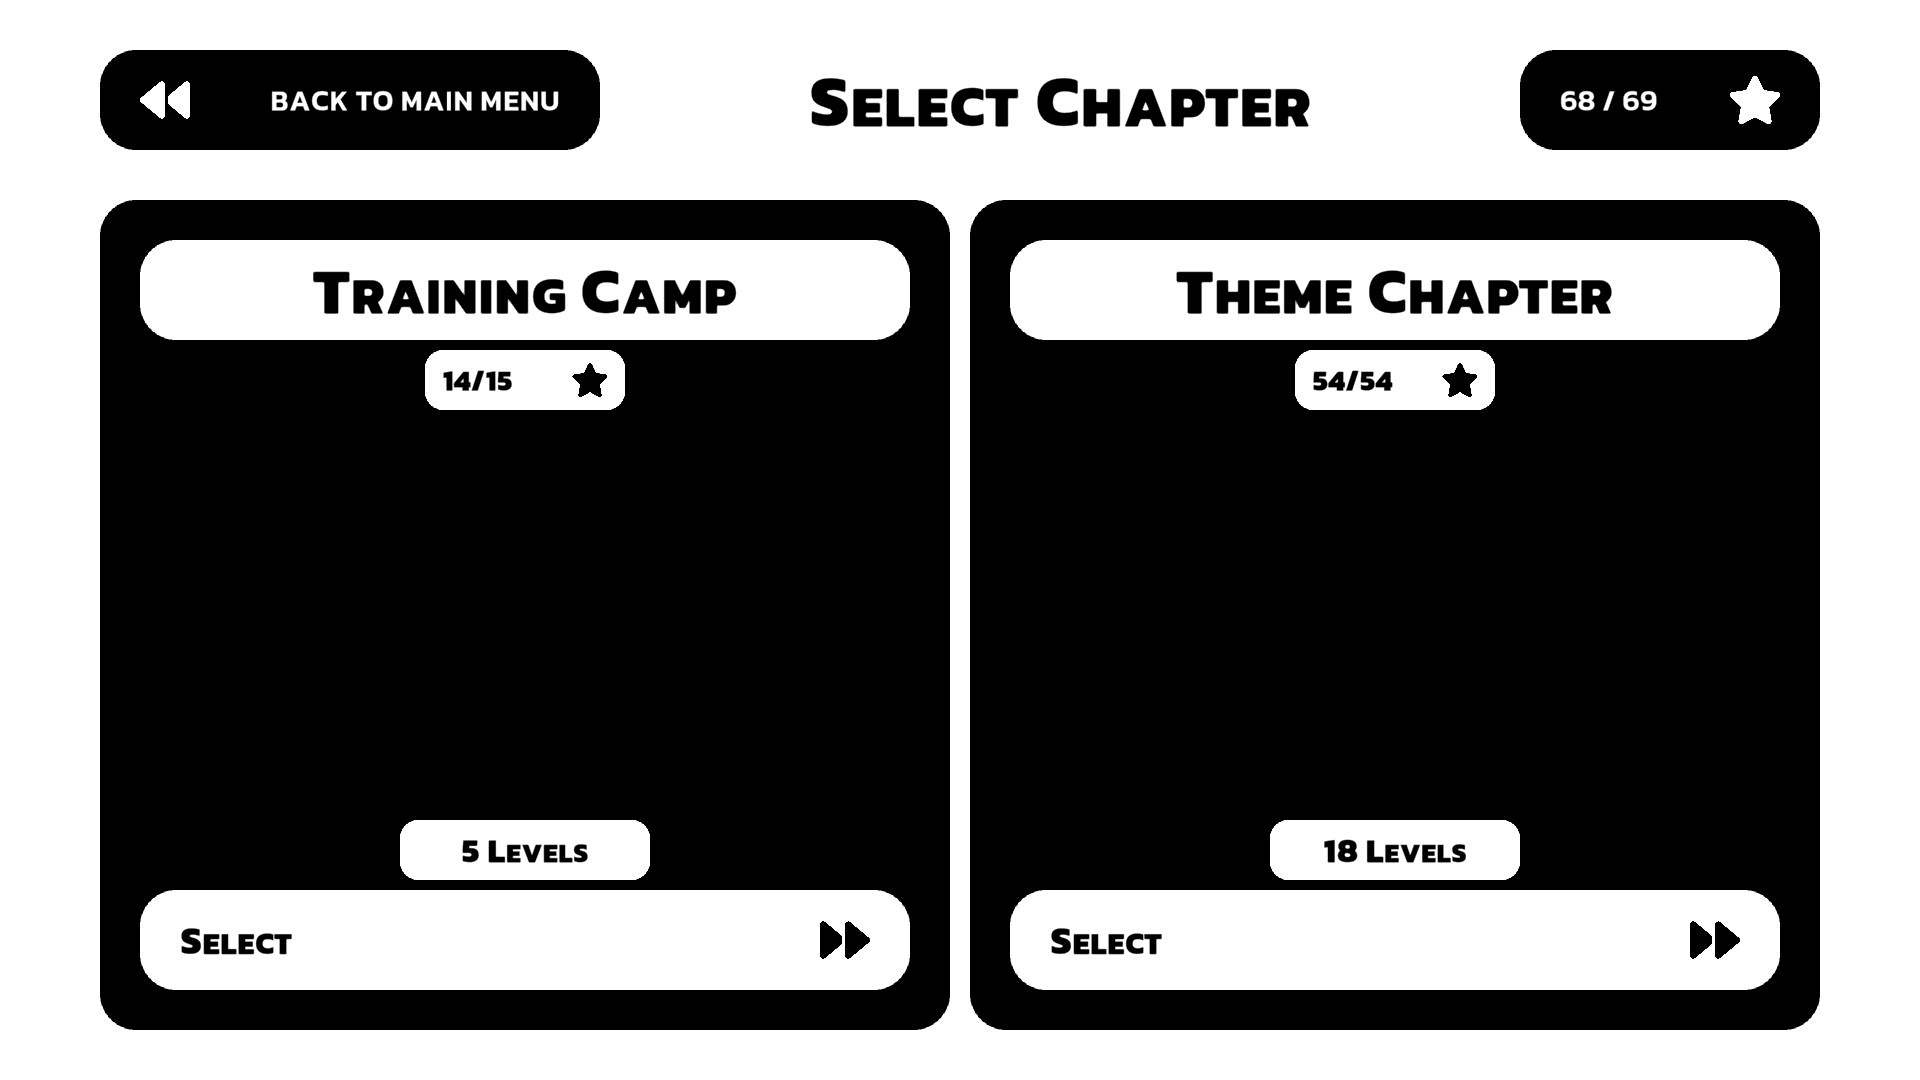 BACK TO MAIN MENU
SELECT CHAPTER
68 / 69
TRAINING CAMP
14/15
5 LEVELS
SELECT
THEME CHAPTER
54/54
18 LEVELS
SELECT